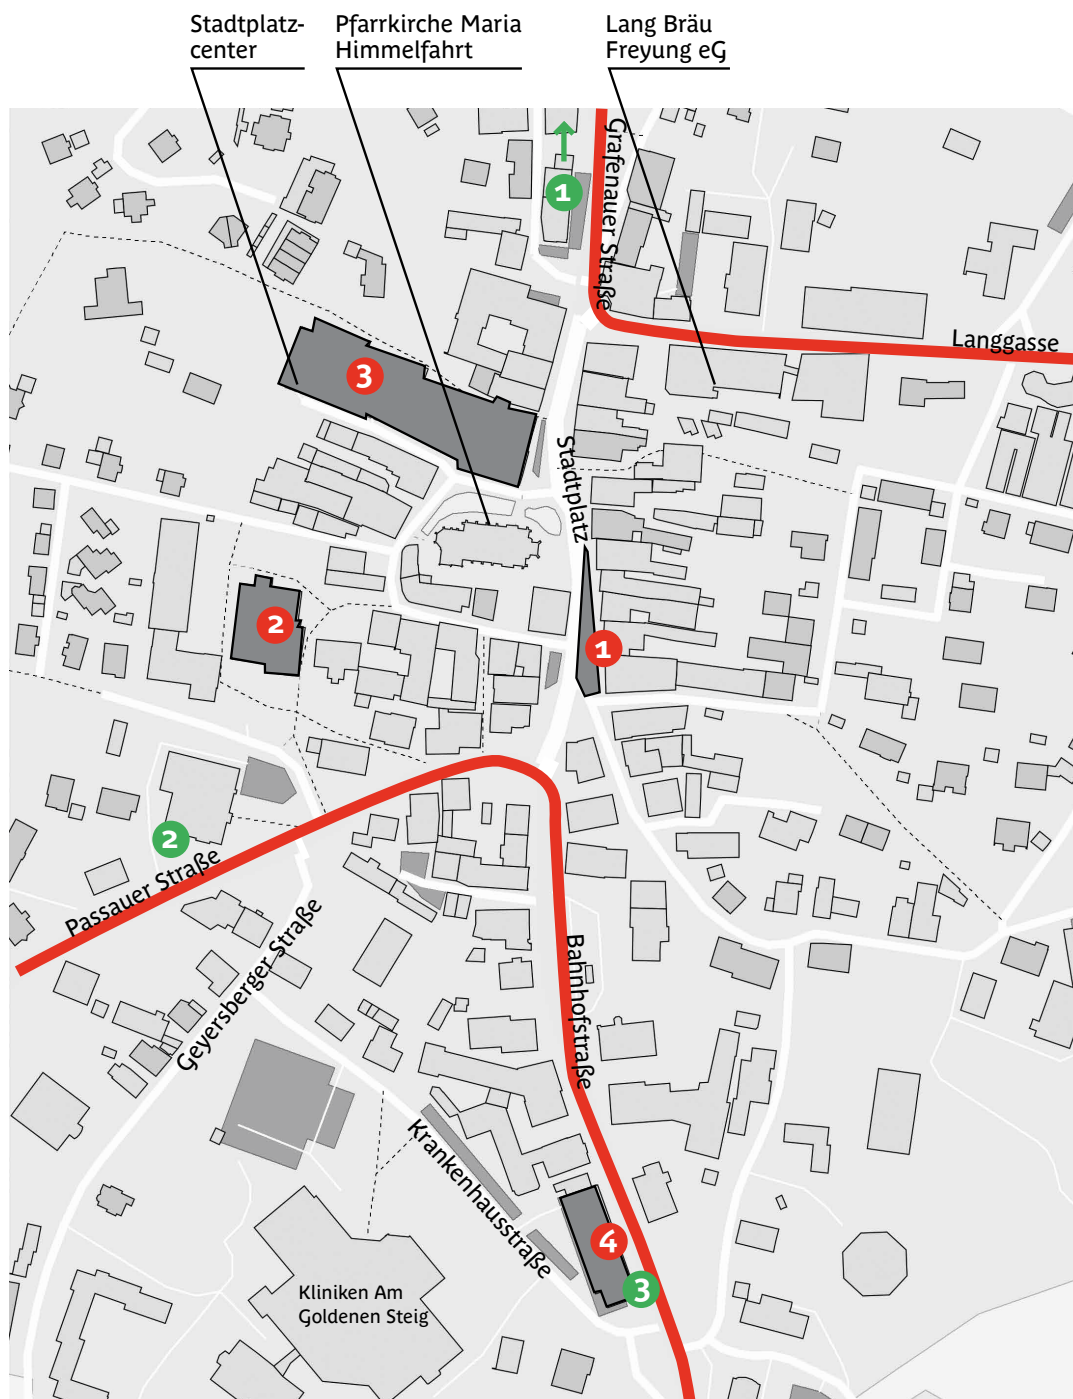 Stadtplatz-
center
Pfarrkirche Maria
Himmelfahrt
Lang Bräu
Freyung eG
1
Grafenauer Straße
Langgasse
3
Stadtplatz
2
1
2
Passauer Straße
Geyersberger Straße
Bahnhofstraße
Krankenhausstraße
4
3
Kliniken Am
Goldenen Steig